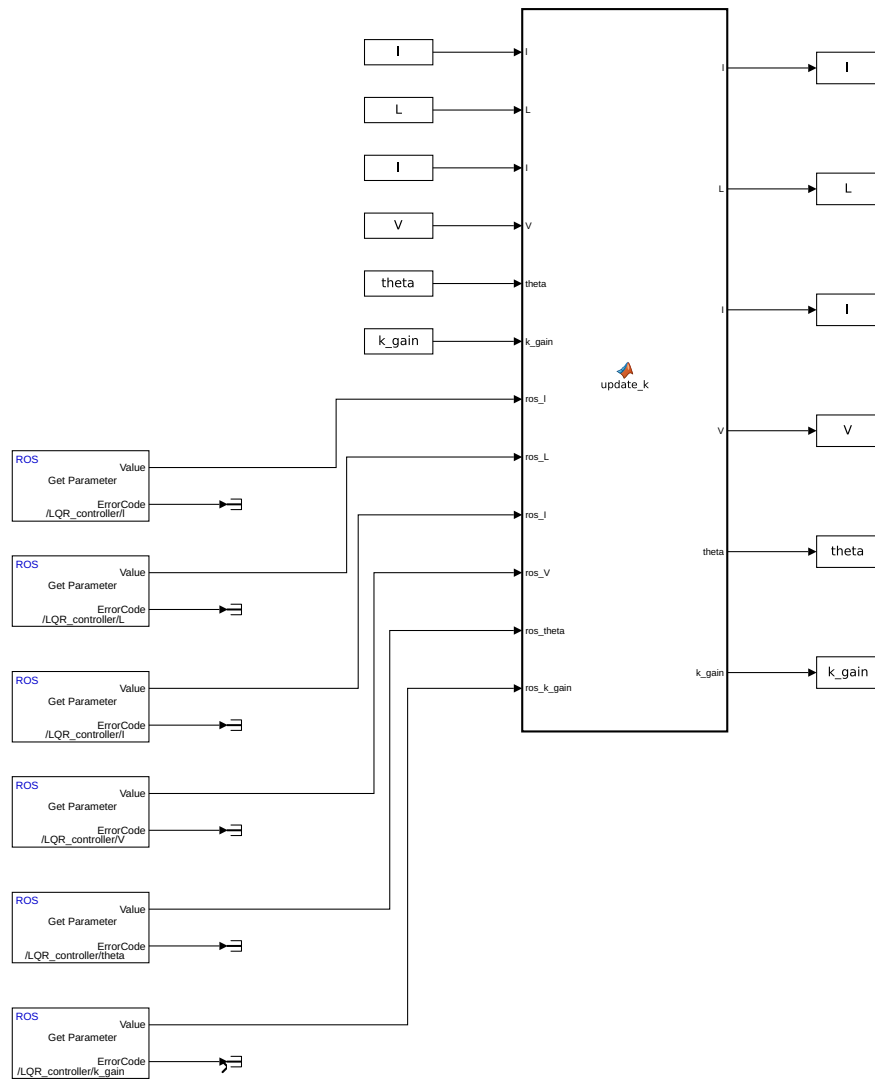 I
L
I
V
theta
k_gain
I
L
I
V
theta
k_gain
ros_I
ros_L
ros_I
ros_V
ros_theta
ros_k_gain
update_k
I
L
I
V
theta
k_gain
I
L
I
V
theta
k_gain
ROS
Value
Get Parameter
ErrorCode
/LQR_controller/l
ROS
Value
Get Parameter
ErrorCode
/LQR_controller/L
ROS
Value
Get Parameter
ErrorCode
/LQR_controller/I
ROS
Value
Get Parameter
ErrorCode
/LQR_controller/V
ROS
Value
Get Parameter
ErrorCode
/LQR_controller/theta
ROS
Value
Get Parameter
ErrorCode
/LQR_controller/k_gain